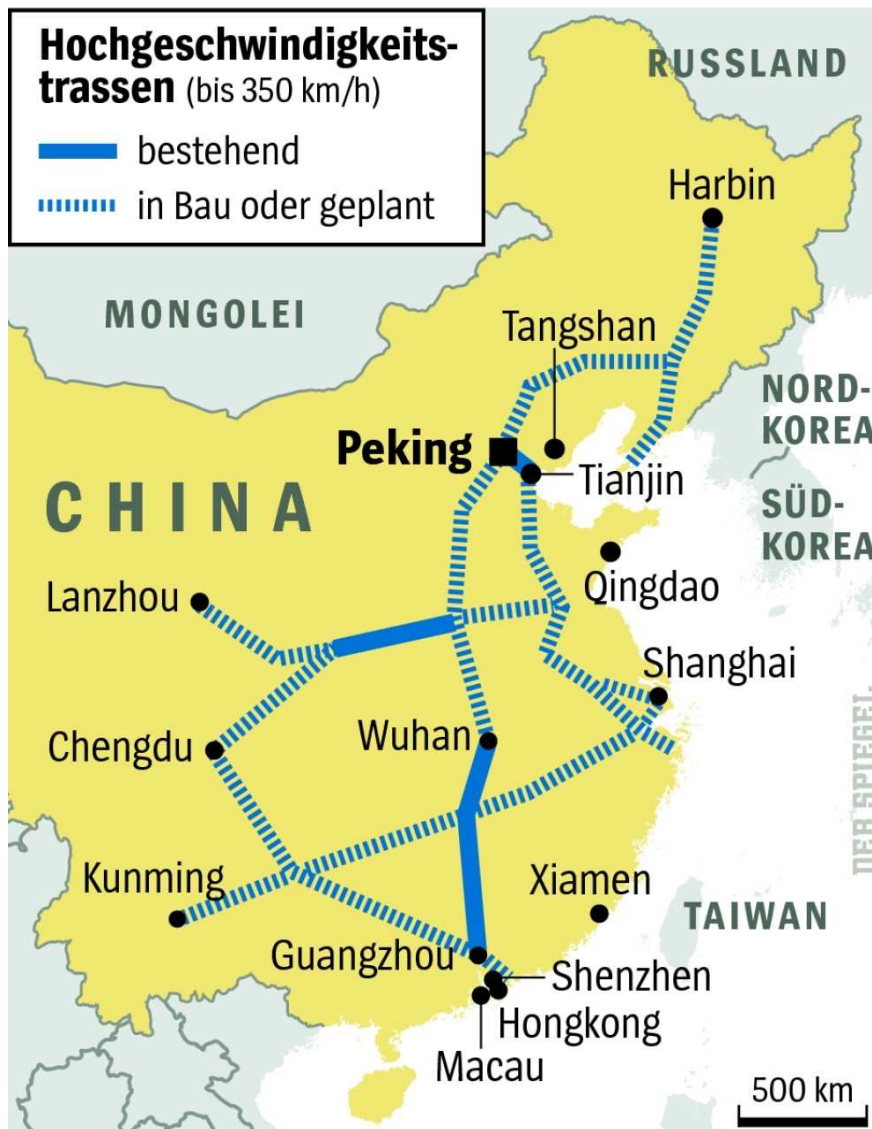 Hochgeschwindigkeits-
trassen (bis 350 km/h)
bestehend
in Bau oder geplant
RUSSLAND
Harbin
MONGOLEI
Tangshan
NORD-
KOREA
Peking
Tianjin
CHINA
SÜD-
KOREA
Lanzhou
Qingdao
Shanghai
Chengdu
Wuhan
DER SPIEGEL
Kunming
Xiamen
TAIWAN
Guangzhou
Shenzhen
Hongkong
Macau
500 km